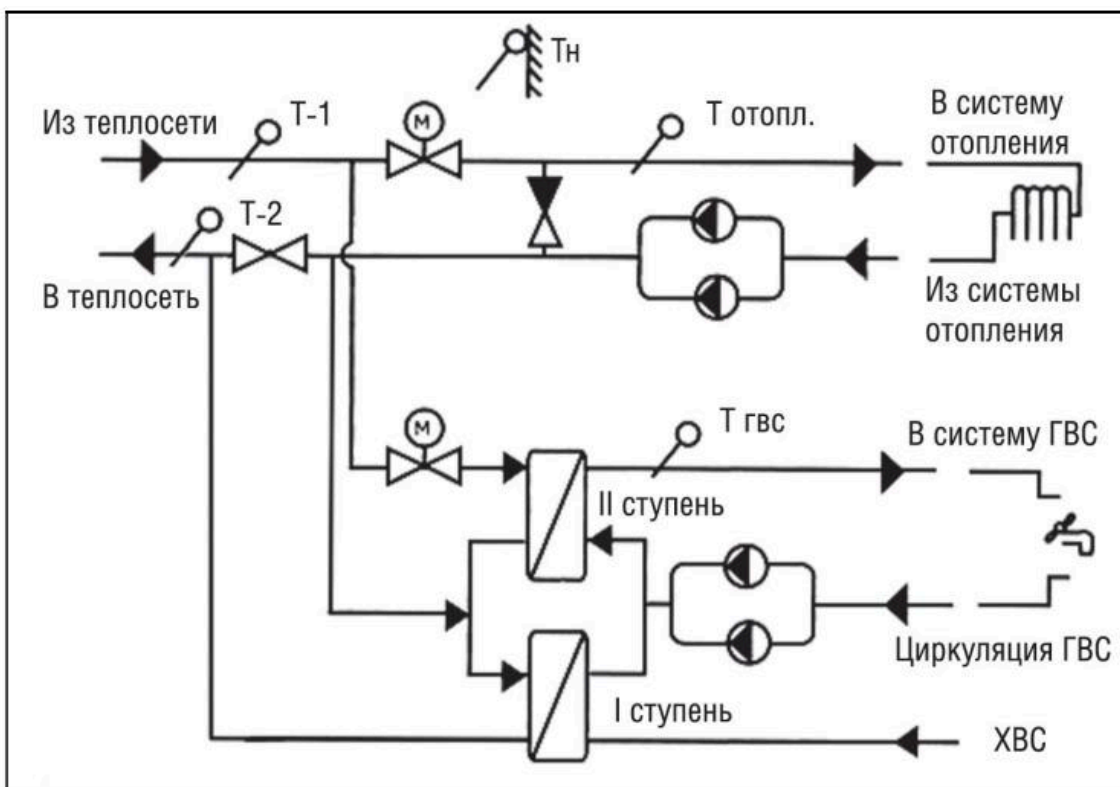 Tн
Из теплосети
Т-1
М
Т отопл.
В систему
отопления
Т-2
В теплосеть
Из системы
отопления
М
Т гвс
В систему ГВС
II ступень
Циркуляция ГВС
I ступень
ХВС